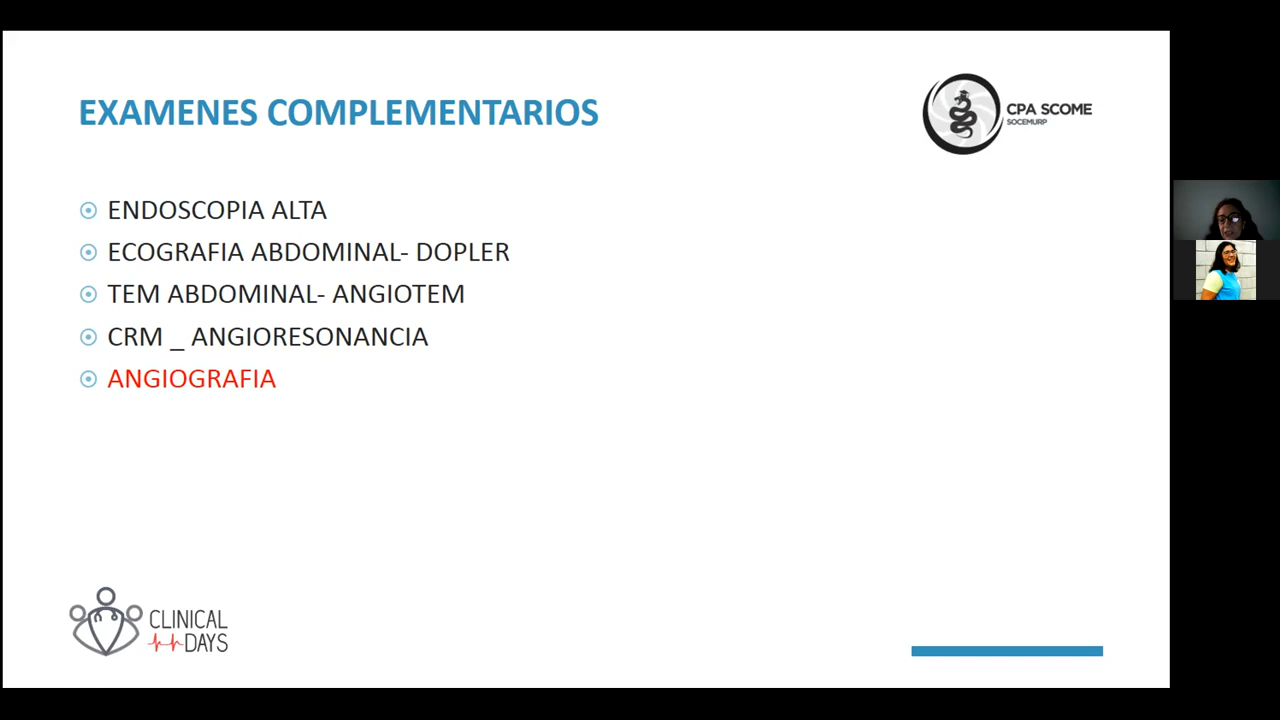 EXAMENES COMPLEMENTARIOS
CPA SCOME
SOCEMURP
ENDOSCOPIA ALTA
ECOGRAFIA ABDOMINAL- DOPLER
TEM ABDOMINAL- ANGIOTEM
CRM _ ANGIORESONANCIA
ANGIOGRAFIA
CLINICAL
DAYS